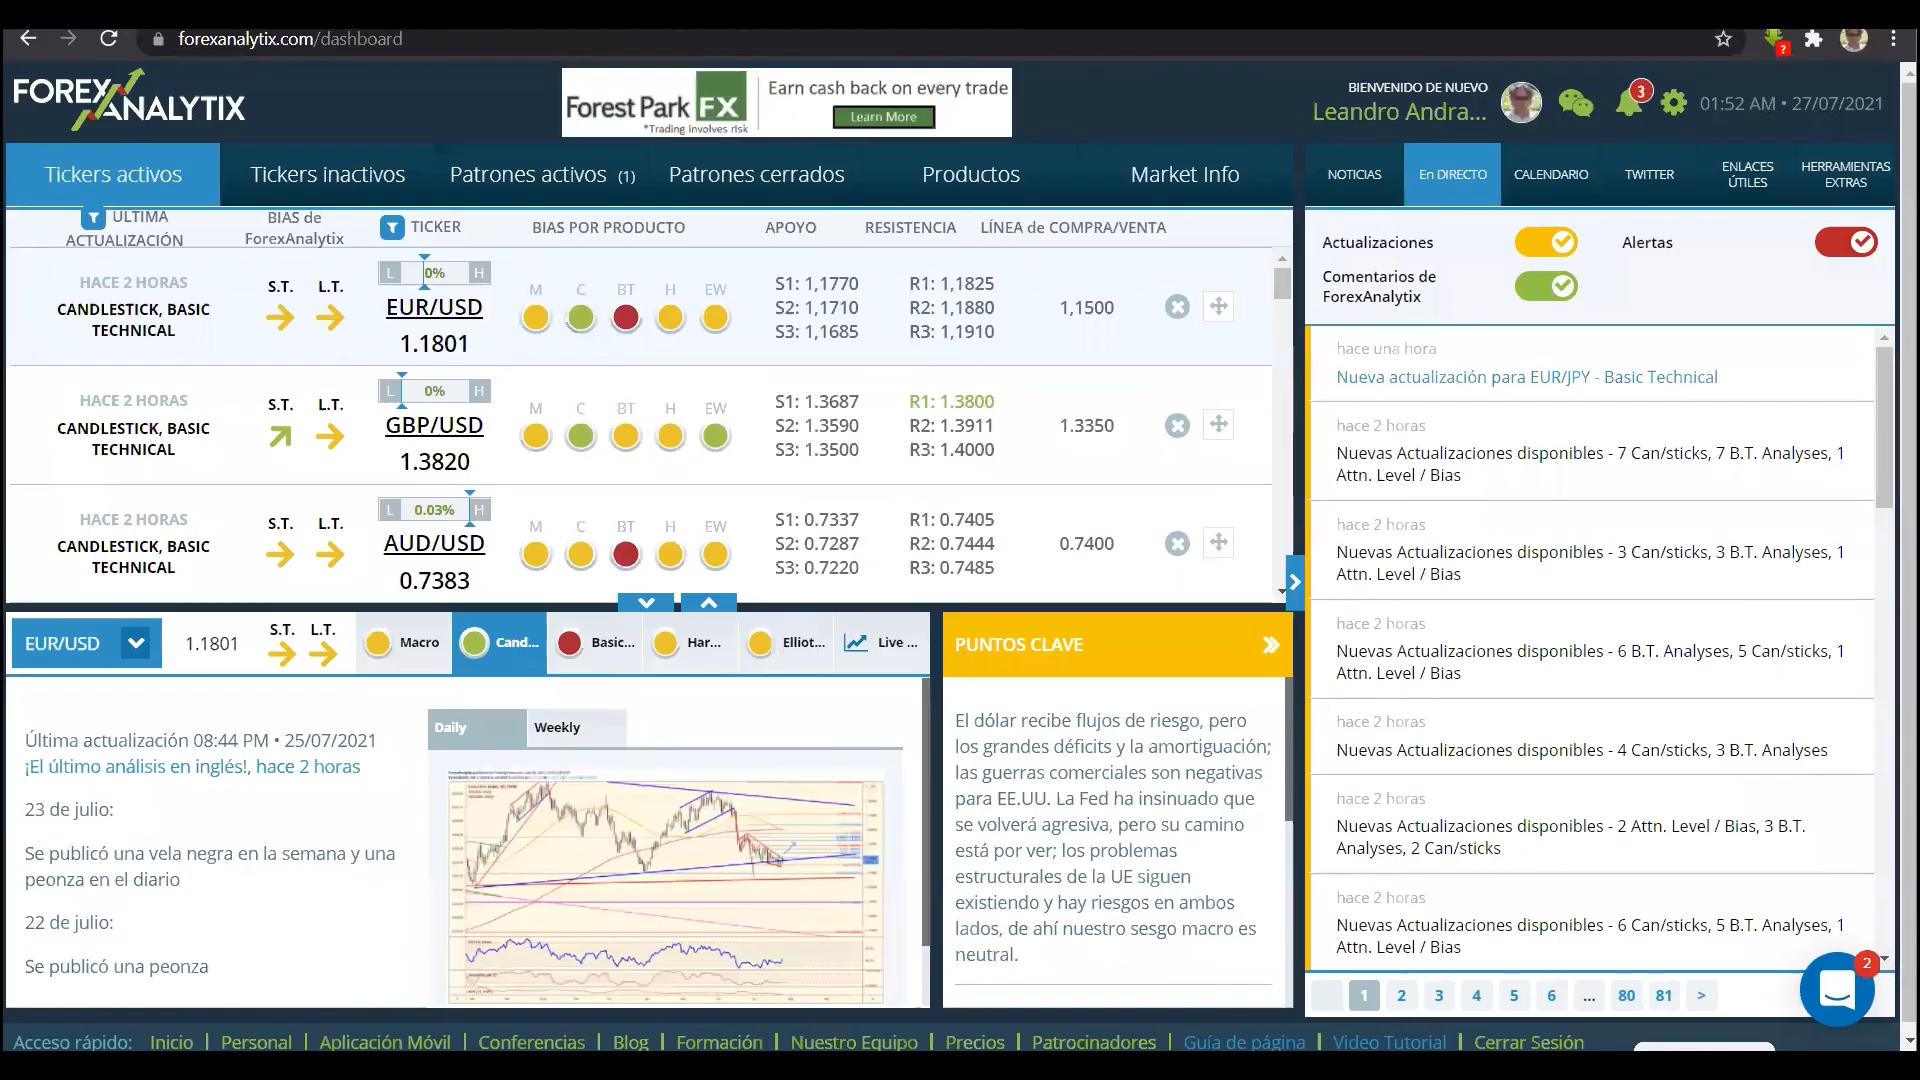 forexanalytix.com/dashboard
?
FOREXANALYTIX
Forest Park FX
*Trading involves risk
Earn cash back on every trade
Learn More
BIENVENIDO DE NUEVO
Leandro Andra...
3
01:52 AM • 27/07/2021
Tickers activos
Tickers inactivos
Patrones activos (1)
Patrones cerrados
Productos
Market Info
NOTICIAS
En DIRECTO
CALENDARIO
TWITTER
ENLACES
ÚTILES
HERRAMIENTAS
EXTRAS
ÚLTIMA
ACTUALIZACIÓN
BIAS de
ForexAnalytix
TICKER
BIAS POR PRODUCTO
APOYO
RESISTENCIA
LÍNEA de COMPRA/VENTA
HACE 2 HORAS
CANDLESTICK, BASIC
TECHNICAL
S.T. L.T.
L 0% H
EUR/USD
1.1801
M C BT H EW
S1: 1,1770
S2: 1,1710
S3: 1,1685
R1: 1,1825
R2: 1,1880
R3: 1,1910
1,1500
HACE 2 HORAS
CANDLESTICK, BASIC
TECHNICAL
S.T. L.T.
L 0% H
GBP/USD
1.3820
M C BT H EW
S1: 1.3687
S2: 1.3590
S3: 1.3500
R1: 1.3800
R2: 1.3911
R3: 1.4000
1.3350
HACE 2 HORAS
CANDLESTICK, BASIC
TECHNICAL
S.T. L.T.
L 0.03% H
AUD/USD
0.7383
M C BT H EW
S1: 0.7337
S2: 0.7287
S3: 0.7220
R1: 0.7405
R2: 0.7444
R3: 0.7485
0.7400
EUR/USD
1.1801
S.T. L.T.
Macro
Cand...
Basic...
Har...
Elliot...
Live ...
Última actualización 08:44 PM • 25/07/2021
¡El último análisis en inglés!, hace 2 horas
23 de julio:
Se publicó una vela negra en la semana y una
peonza en el diario
22 de julio:
Se publicó una peonza
Daily
Weekly
PUNTOS CLAVE
El dólar recibe flujos de riesgo, pero
los grandes déficits y la amortiguación;
las guerras comerciales son negativas
para EE.UU. La Fed ha insinuado que
se volverá agresiva, pero su camino
está por ver; los problemas
estructurales de la UE siguen
existiendo y hay riesgos en ambos
lados, de ahí nuestro sesgo macro es
neutral.
Actualizaciones
Alertas
Comentarios de
ForexAnalytix
hace una hora
Nueva actualización para EUR/JPY - Basic Technical
hace 2 horas
Nuevas Actualizaciones disponibles - 7 Can/sticks, 7 B.T. Analyses, 1
Attn. Level / Bias
hace 2 horas
Nuevas Actualizaciones disponibles - 3 Can/sticks, 3 B.T. Analyses, 1
Attn. Level / Bias
hace 2 horas
Nuevas Actualizaciones disponibles - 6 B.T. Analyses, 5 Can/sticks, 1
Attn. Level / Bias
hace 2 horas
Nuevas Actualizaciones disponibles - 4 Can/sticks, 3 B.T. Analyses
hace 2 horas
Nuevas Actualizaciones disponibles - 2 Attn. Level / Bias, 3 B.T.
Analyses, 2 Can/sticks
hace 2 horas
Nuevas Actualizaciones disponibles - 6 Can/sticks, 5 B.T. Analyses, 1
Attn. Level / Bias
1 2 3 4 5 6 ... 80 81 >
2
Acceso rápido: Inicio | Personal | Aplicación Móvil | Conferencias | Blog | Formación | Nuestro Equipo | Precios | Patrocinadores | Guía de página | Video Tutorial | Cerrar Sesión